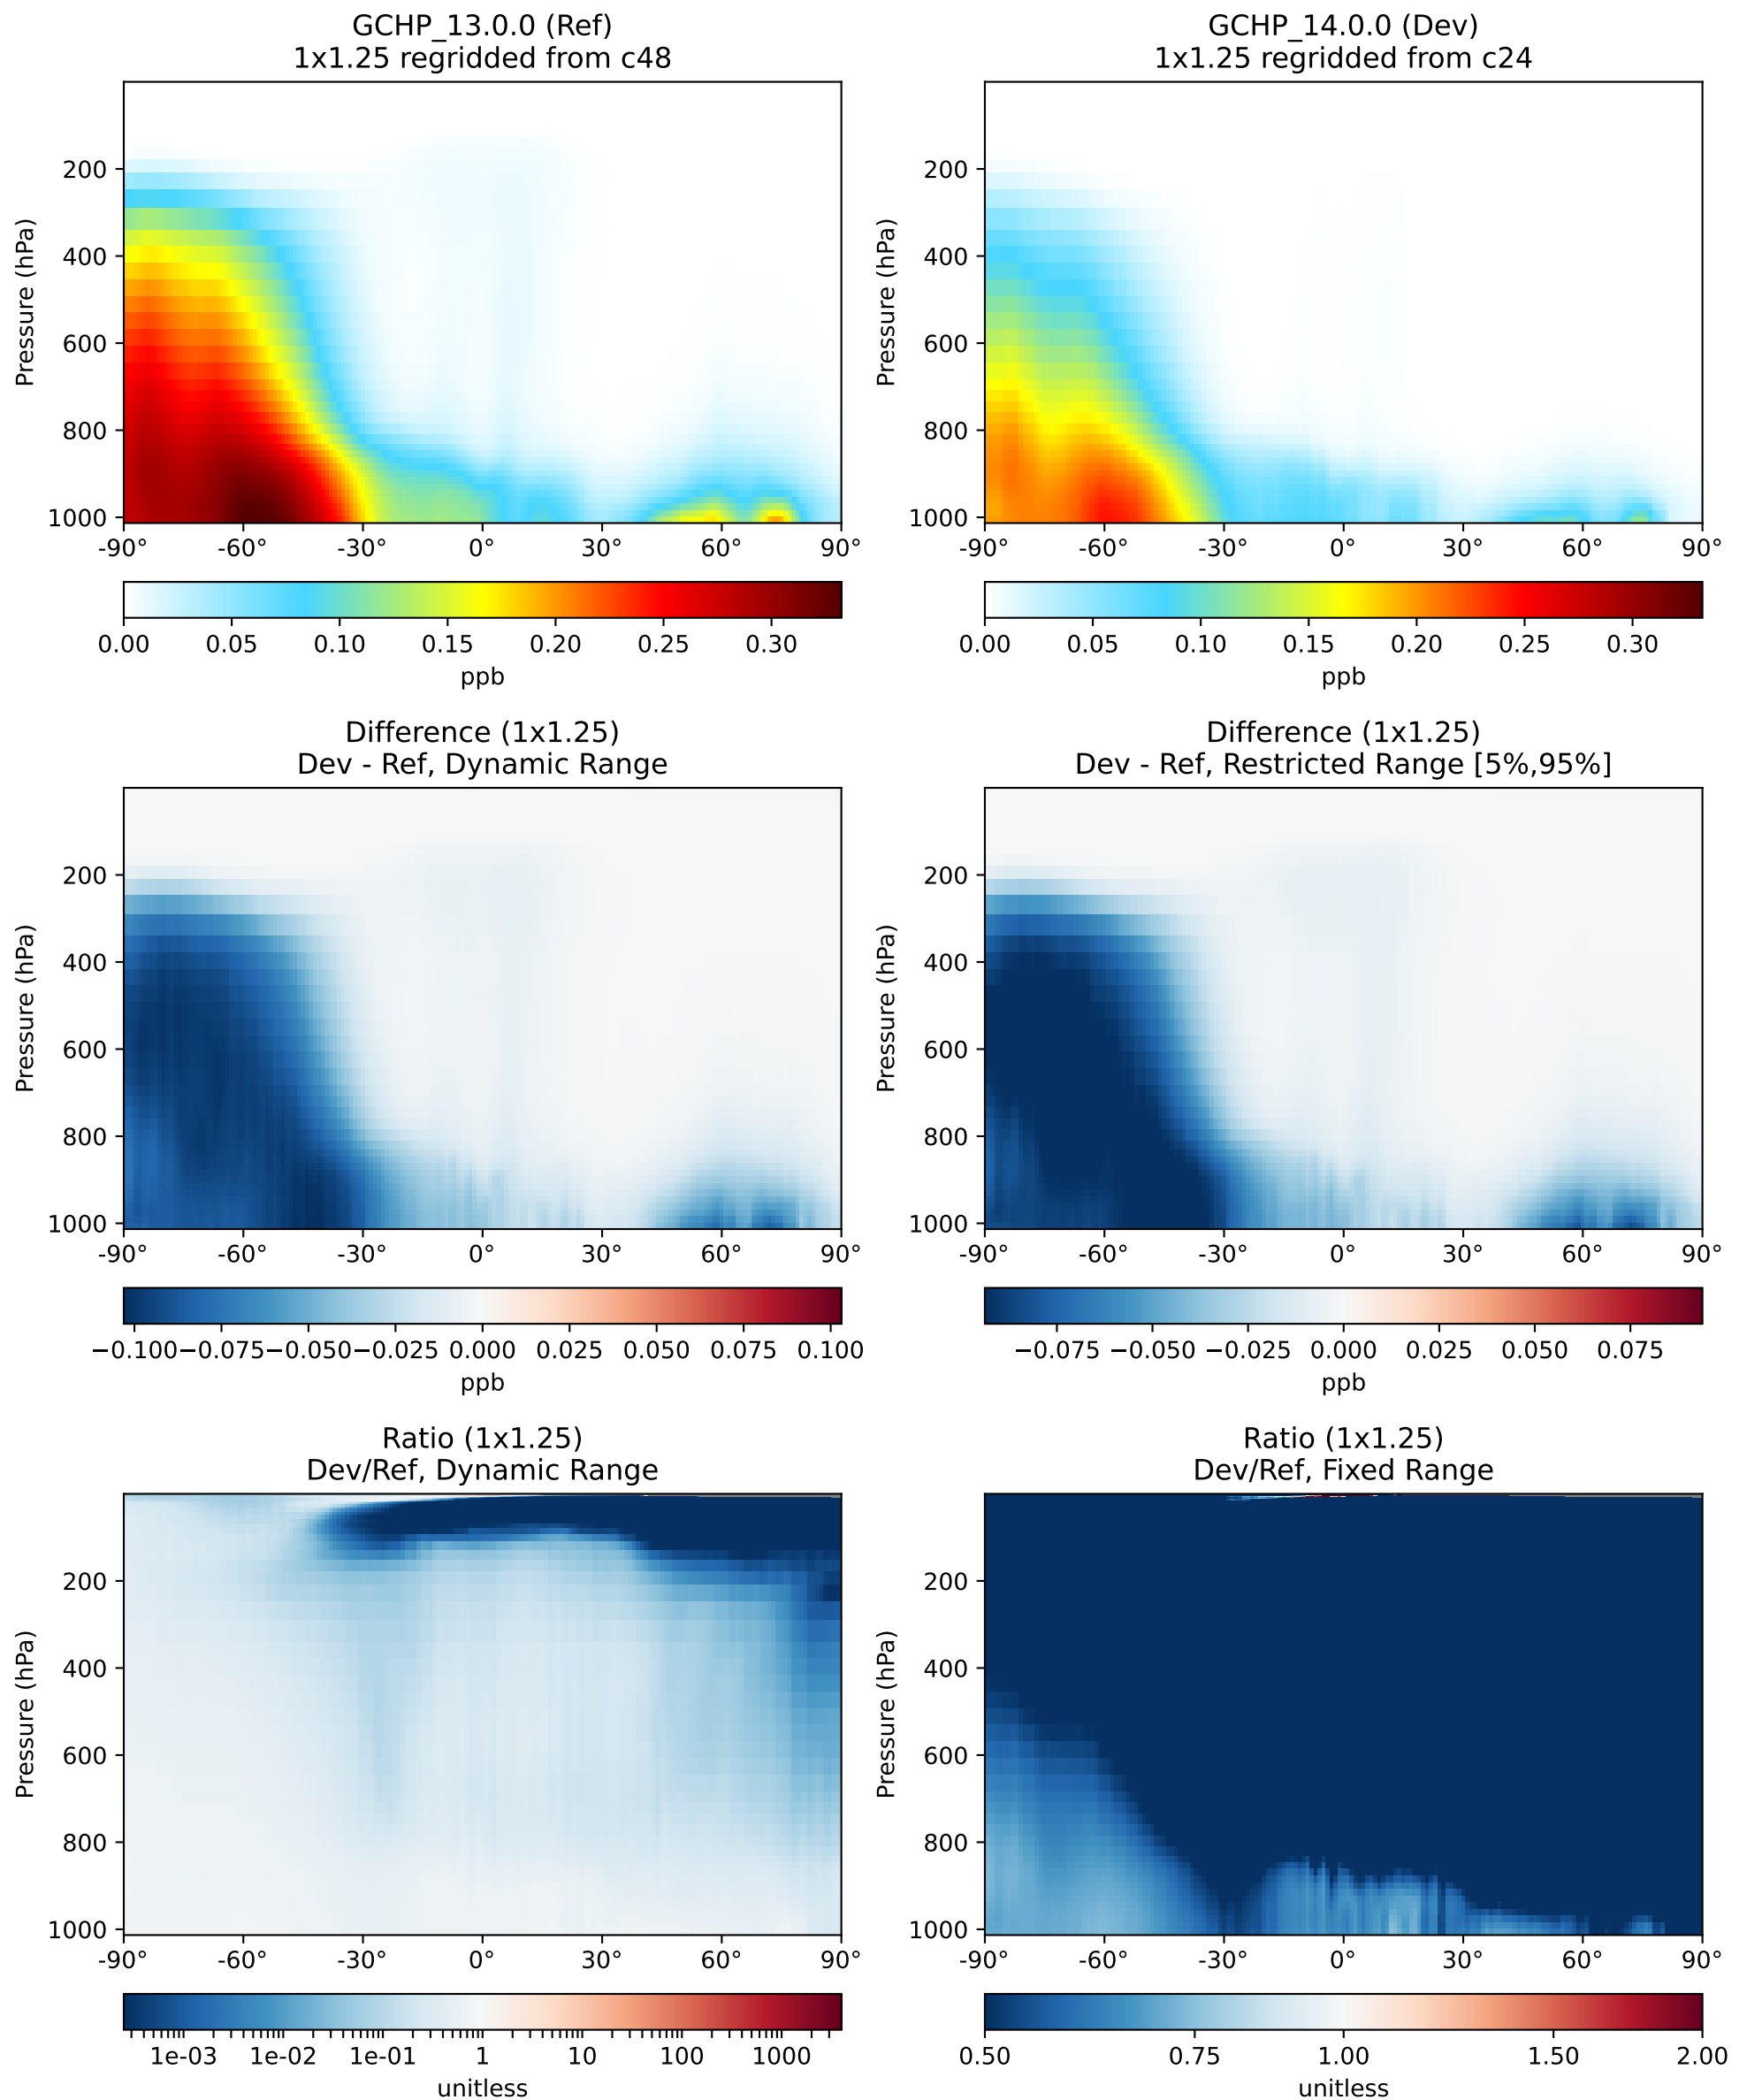 GCHP_13.0.0 (Ref)
1x1.25 regridded from c48
Pressure (hPa)
200
400
600
800
1000
-90° -60° -30° 0° 30° 60° 90°
0.00 0.05 0.10 0.15 0.20 0.25 0.30
ppb
GCHP_14.0.0 (Dev)
1x1.25 regridded from c24
Pressure (hPa)
200
400
600
800
1000
-90° -60° -30° 0° 30° 60° 90°
0.00 0.05 0.10 0.15 0.20 0.25 0.30
ppb
Difference (1x1.25)
Dev - Ref, Dynamic Range
Pressure (hPa)
200
400
600
800
1000
-90° -60° -30° 0° 30° 60° 90°
−0.100 −0.075 −0.050 −0.025 0.000 0.025 0.050 0.075 0.100
ppb
Difference (1x1.25)
Dev - Ref, Restricted Range [5%,95%]
Pressure (hPa)
200
400
600
800
1000
-90° -60° -30° 0° 30° 60° 90°
−0.075 −0.050 −0.025 0.000 0.025 0.050 0.075
ppb
Ratio (1x1.25)
Dev/Ref, Dynamic Range
Pressure (hPa)
200
400
600
800
1000
-90° -60° -30° 0° 30° 60° 90°
1e-03 1e-02 1e-01 1 10 100 1000
unitless
Ratio (1x1.25)
Dev/Ref, Fixed Range
Pressure (hPa)
200
400
600
800
1000
-90° -60° -30° 0° 30° 60° 90°
0.50 0.75 1.00 1.50 2.00
unitless